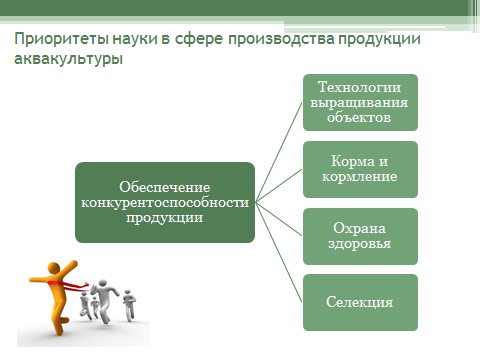 Приоритеты науки в сфере производства продукции
аквакультуры
Технологии
выращивания
объектов
Корма и
кормление
Обеспечение
конкурентоспособности
продукции
Охрана
здоровья
Селекция